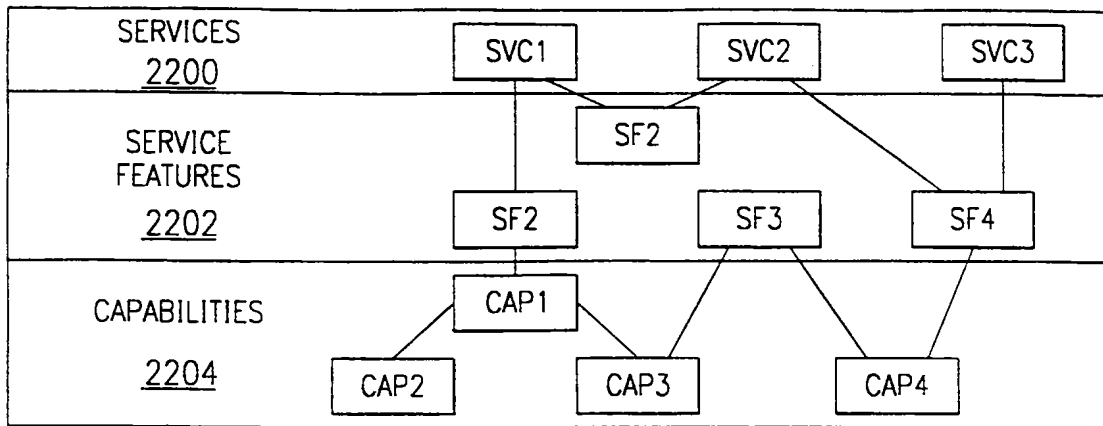 SERVICES
2200
SVC1
SVC2
SVC3
SERVICE
FEATURES
2202
SF2
SF2
SF3
SF4
CAPABILITIES
2204
CAP1
CAP2
CAP3
CAP4